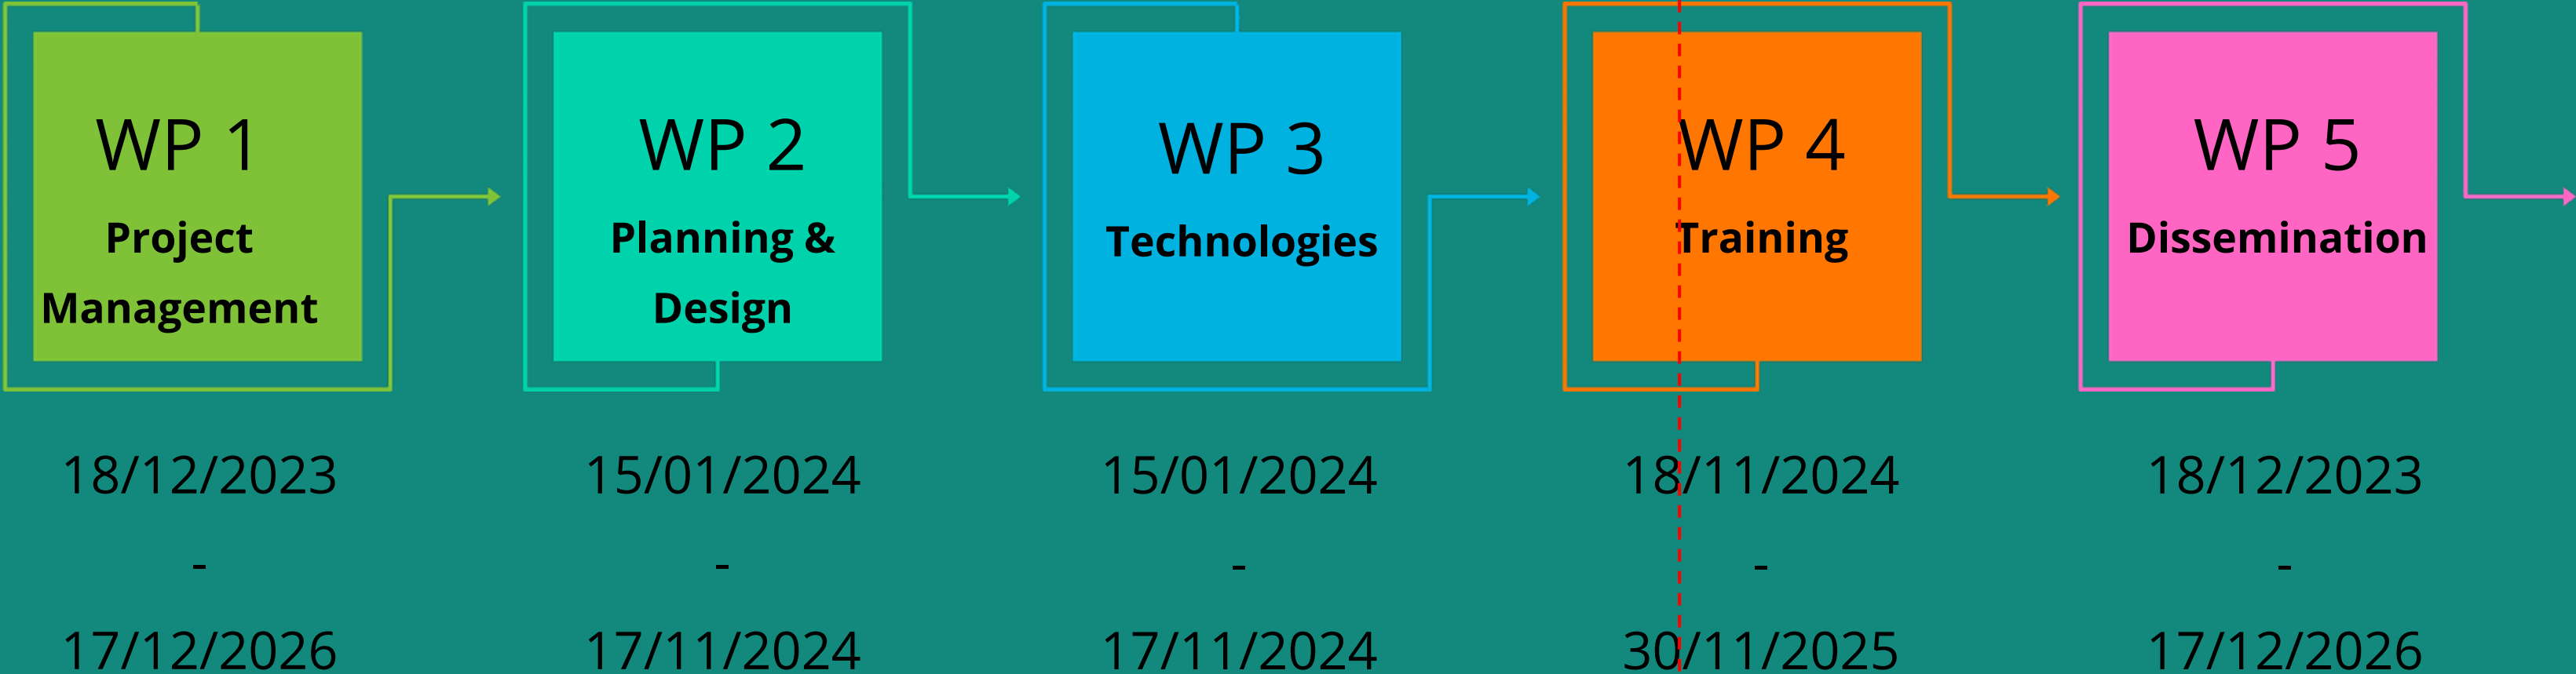 WP 1
Project
Management
18/12/2023
-
17/12/2026
WP 2
Planning &
Design
15/01/2024
-
17/11/2024
WP 3
Technologies
15/01/2024
-
17/11/2024
WP 4
Training
18/11/2024
-
30/11/2025
WP 5
Dissemination
18/12/2023
-
17/12/2026